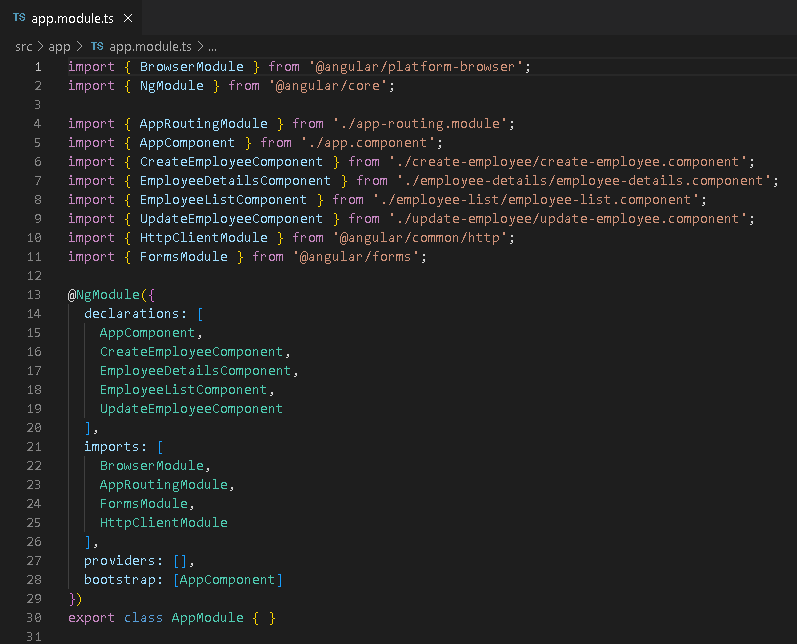 TS app.module.ts ×
src > app > TS app.module.ts > ...
1 import { BrowserModule } from '@angular/platform-browser';
2 import { NgModule } from '@angular/core';
3
4 import { AppRoutingModule } from './app-routing.module';
5 import { AppComponent } from './app.component';
6 import { CreateEmployeeComponent } from './create-employee/create-employee.component';
7 import { EmployeeDetailsComponent } from './employee-details/employee-details.component';
8 import { EmployeeListComponent } from './employee-list/employee-list.component';
9 import { UpdateEmployeeComponent } from './update-employee/update-employee.component';
10 import { HttpClientModule } from '@angular/common/http';
11 import { FormsModule } from '@angular/forms';
12
13 @NgModule({
14   declarations: [
15     AppComponent,
16     CreateEmployeeComponent,
17     EmployeeDetailsComponent,
18     EmployeeListComponent,
19     UpdateEmployeeComponent
20   ],
21   imports: [
22     BrowserModule,
23     AppRoutingModule,
24     FormsModule,
25     HttpClientModule
26   ],
27   providers: [],
28   bootstrap: [AppComponent]
29 })
30 export class AppModule { }
31